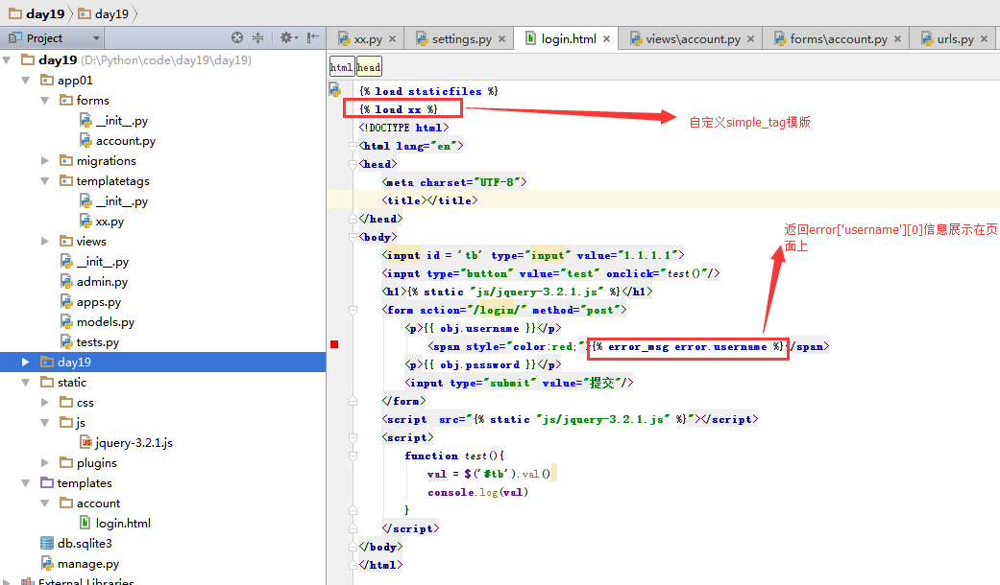 day19 day19
Project
xx.py settings.py login.html views\account.py forms\account.py urls.py
day19 (D:\Python\code\day19\day19)
app01
forms
__init__.py
account.py
migrations
templatetags
__init__.py
xx.py
views
__init__.py
admin.py
apps.py
models.py
tests.py
day19
static
css
js
jquery-3.2.1.js
plugins
templates
account
login.html
db.sqlite3
manage.py
External Libraries
html head
{% load staticfiles %}
{% load xx %}
自定义simple_tag模版
<!DOCTYPE html>
<html lang="en">
<head>
<meta charset="UTF-8">
<title></title>
</head>
<body>
返回error['username'][0]信息展示在页
面上
<input id = 'tb' type="input" value="1.1.1.1">
<input type="button" value="test" onclick="test()"/>
<h1>{% static "js/jquery-3.2.1.js" %}</h1>
<form action="/login/" method="post">
<p>{{ obj.username }}</p>
<span style="color:red;">{% error_msg error.username %}</span>
<p>{{ obj.password }}</p>
<input type="submit" value="提交"/>
</form>
<script src="{% static "js/jquery-3.2.1.js" %}"></script>
<script>
function test(){
val = $('#tb').val()
console.log(val)
}
</script>
</body>
</html>